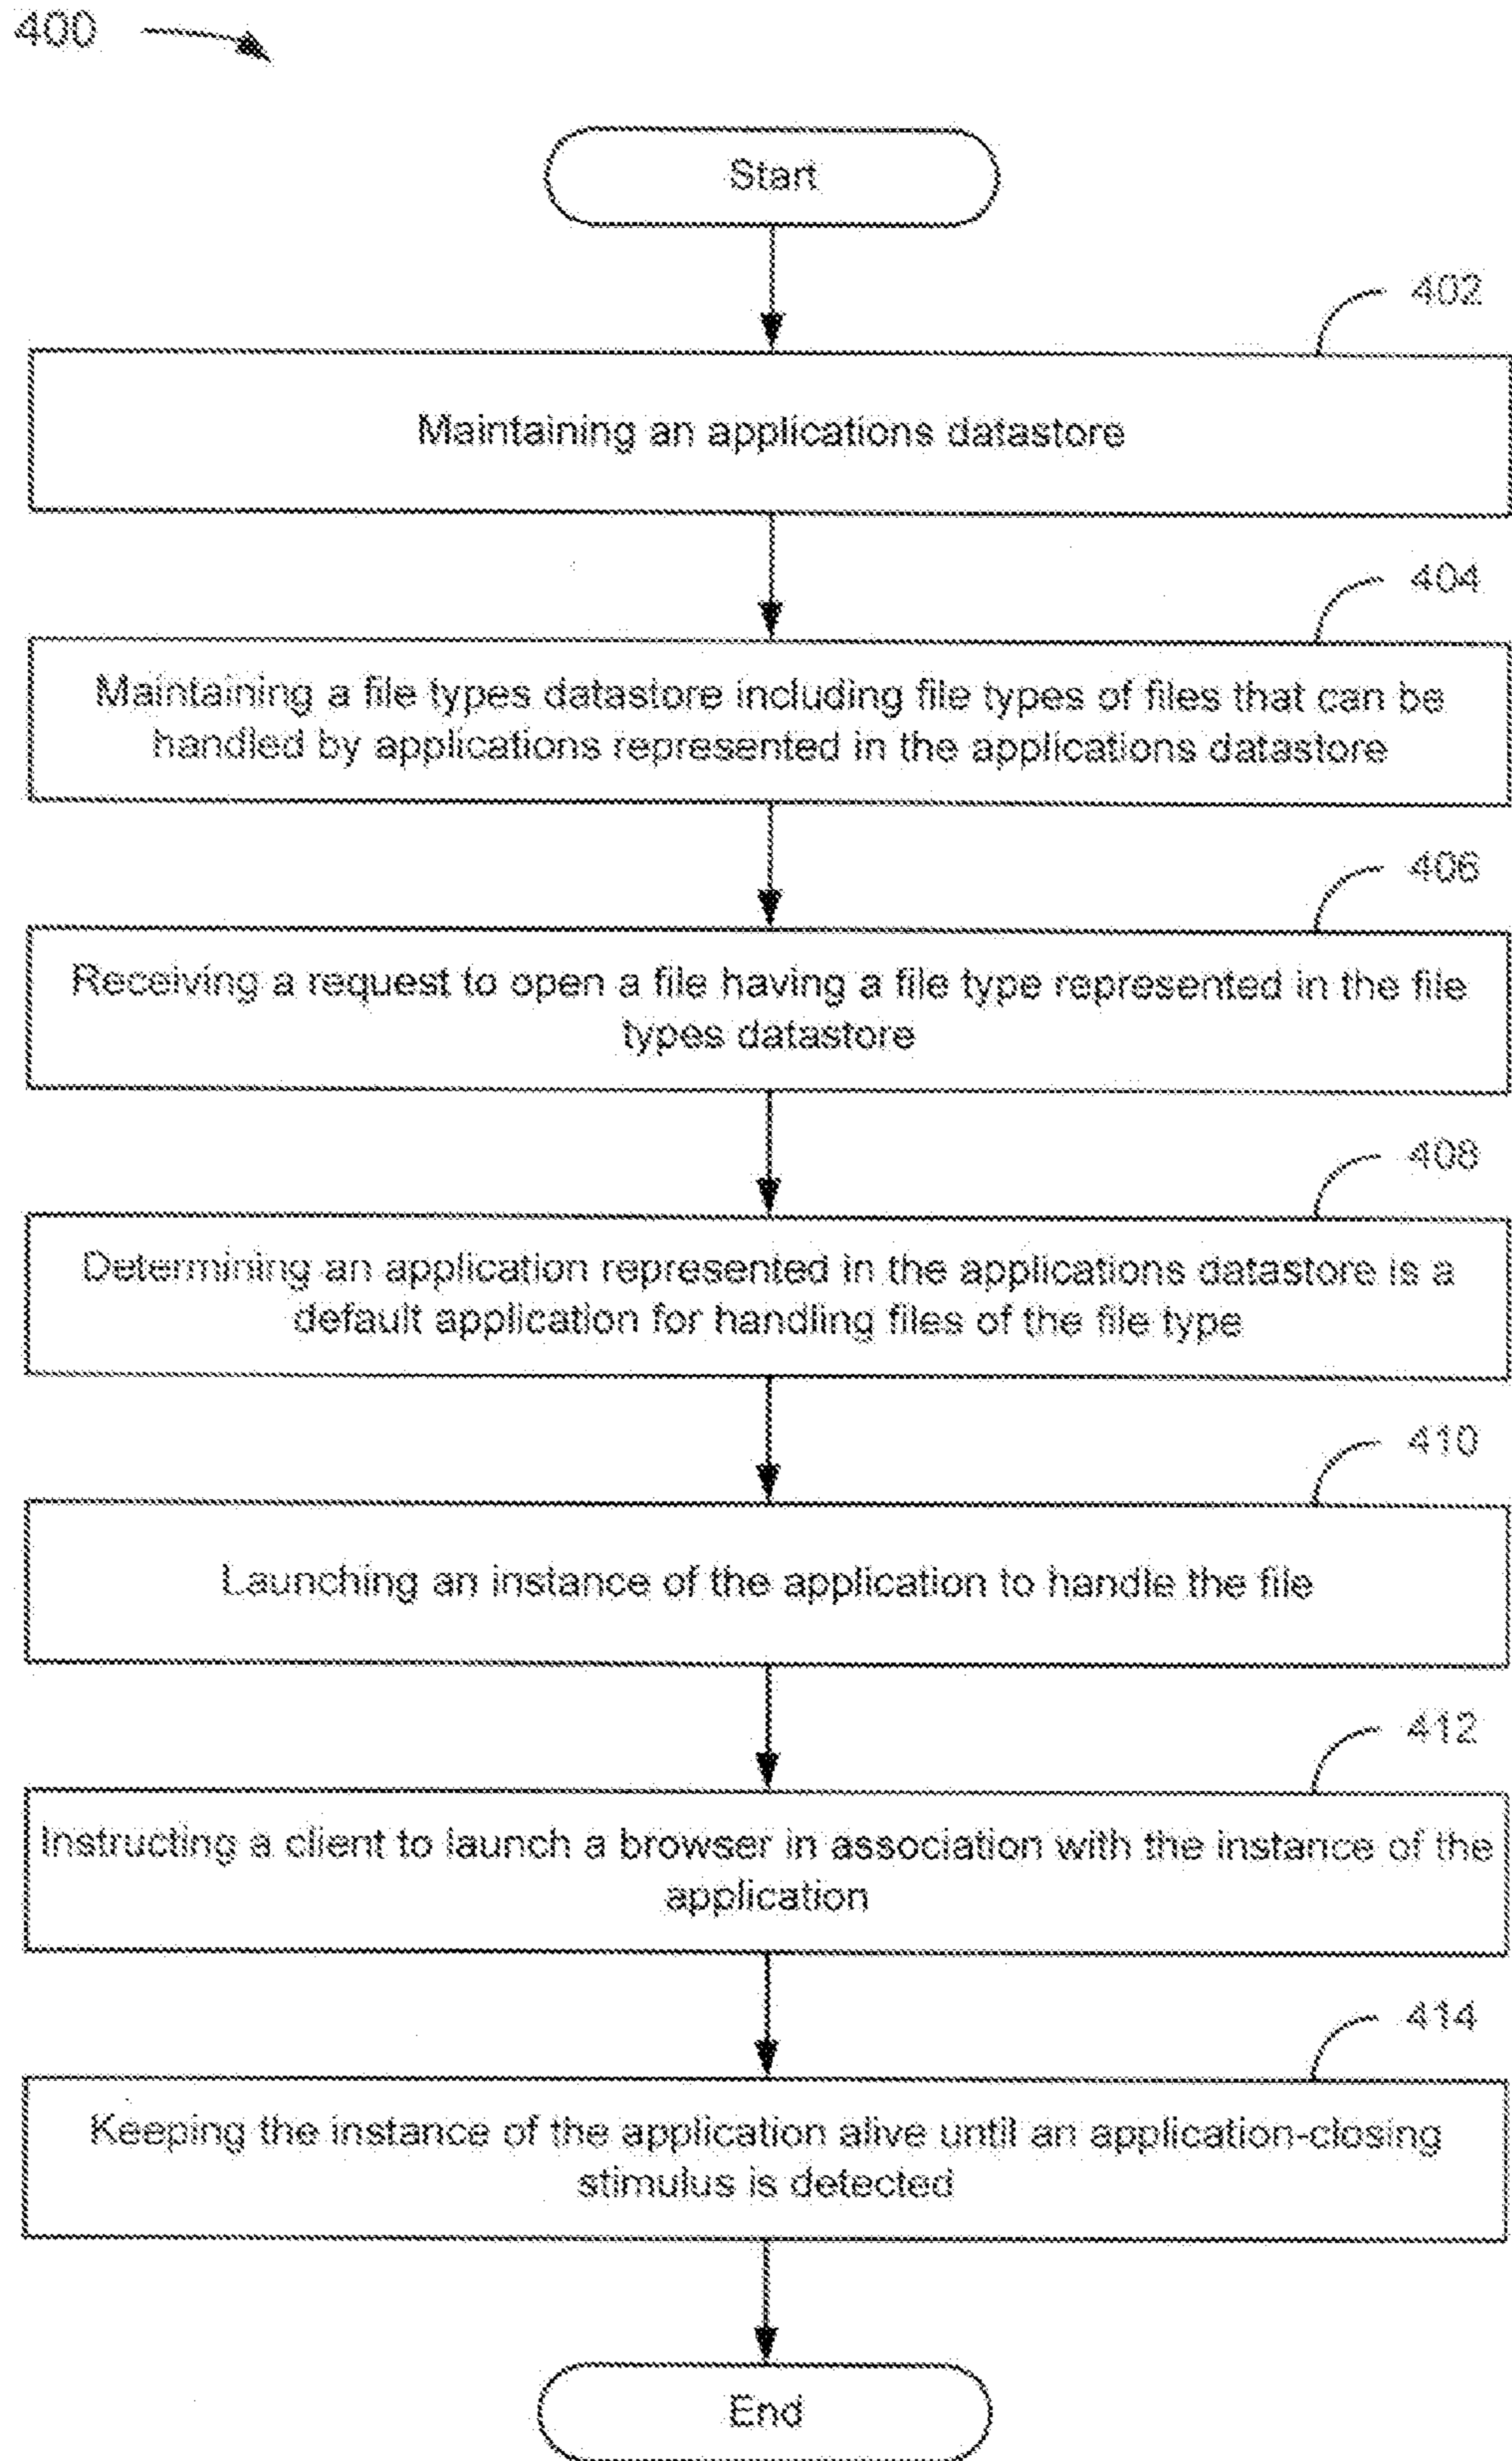 400
Start
402
Maintaining an applications datastore
404
Maintaining a file types datastore including file types of files that can be
handled by applications represented in the applications datastore
406
Receiving a request to open a file having a file type represented in the file
types datastore
408
Determining an application represented in the applications datastore is a
default application for handling files of the file type
410
Launching an instance of the application to handle the file
412
Instructing a client to launch a browser in association with the instance of the
application
414
Keeping the instance of the application alive until an application-closing
stimulus is detected
End